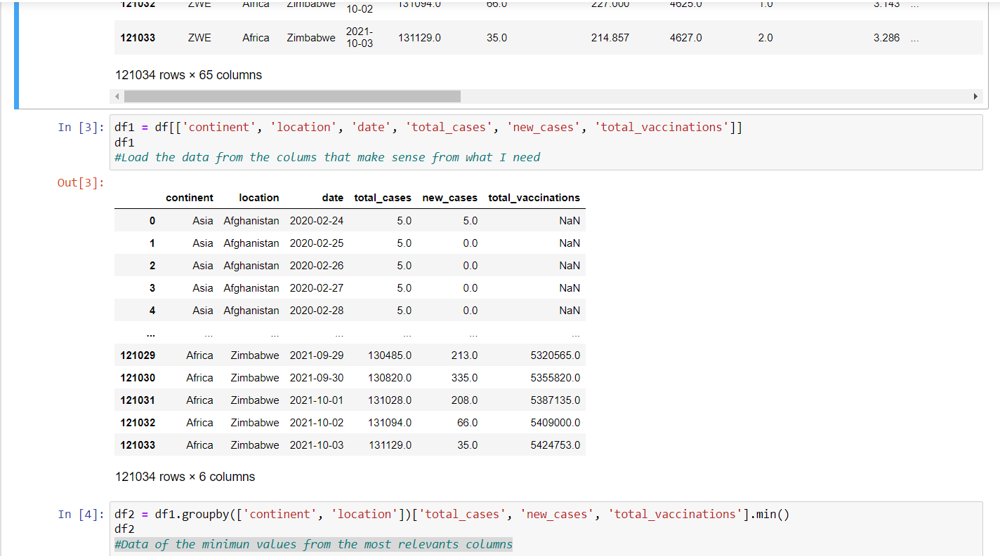 121032 ZWE Africa Zimbabwe 2021-10-02 131094.0 66.0 227.000 4625.0 1.0 3.143 ...
121033 ZWE Africa Zimbabwe 2021-10-03 131129.0 35.0 214.857 4627.0 2.0 3.286 ...
121034 rows × 65 columns
In [3]: df1 = df[['continent', 'location', 'date', 'total_cases', 'new_cases', 'total_vaccinations']]
df1
#Load the data from the colums that make sense from what I need
Out[3]:
continent location date total_cases new_cases total_vaccinations
0 Asia Afghanistan 2020-02-24 5.0 5.0 NaN
1 Asia Afghanistan 2020-02-25 5.0 0.0 NaN
2 Asia Afghanistan 2020-02-26 5.0 0.0 NaN
3 Asia Afghanistan 2020-02-27 5.0 0.0 NaN
4 Asia Afghanistan 2020-02-28 5.0 0.0 NaN
... ... ... ... ... ... ...
121029 Africa Zimbabwe 2021-09-29 130485.0 213.0 5320565.0
121030 Africa Zimbabwe 2021-09-30 130820.0 335.0 5355820.0
121031 Africa Zimbabwe 2021-10-01 131028.0 208.0 5387135.0
121032 Africa Zimbabwe 2021-10-02 131094.0 66.0 5409000.0
121033 Africa Zimbabwe 2021-10-03 131129.0 35.0 5424753.0
121034 rows × 6 columns
In [4]: df2 = df1.groupby(['continent', 'location'])['total_cases', 'new_cases', 'total_vaccinations'].min()
df2
#Data of the minimun values from the most relevants columns